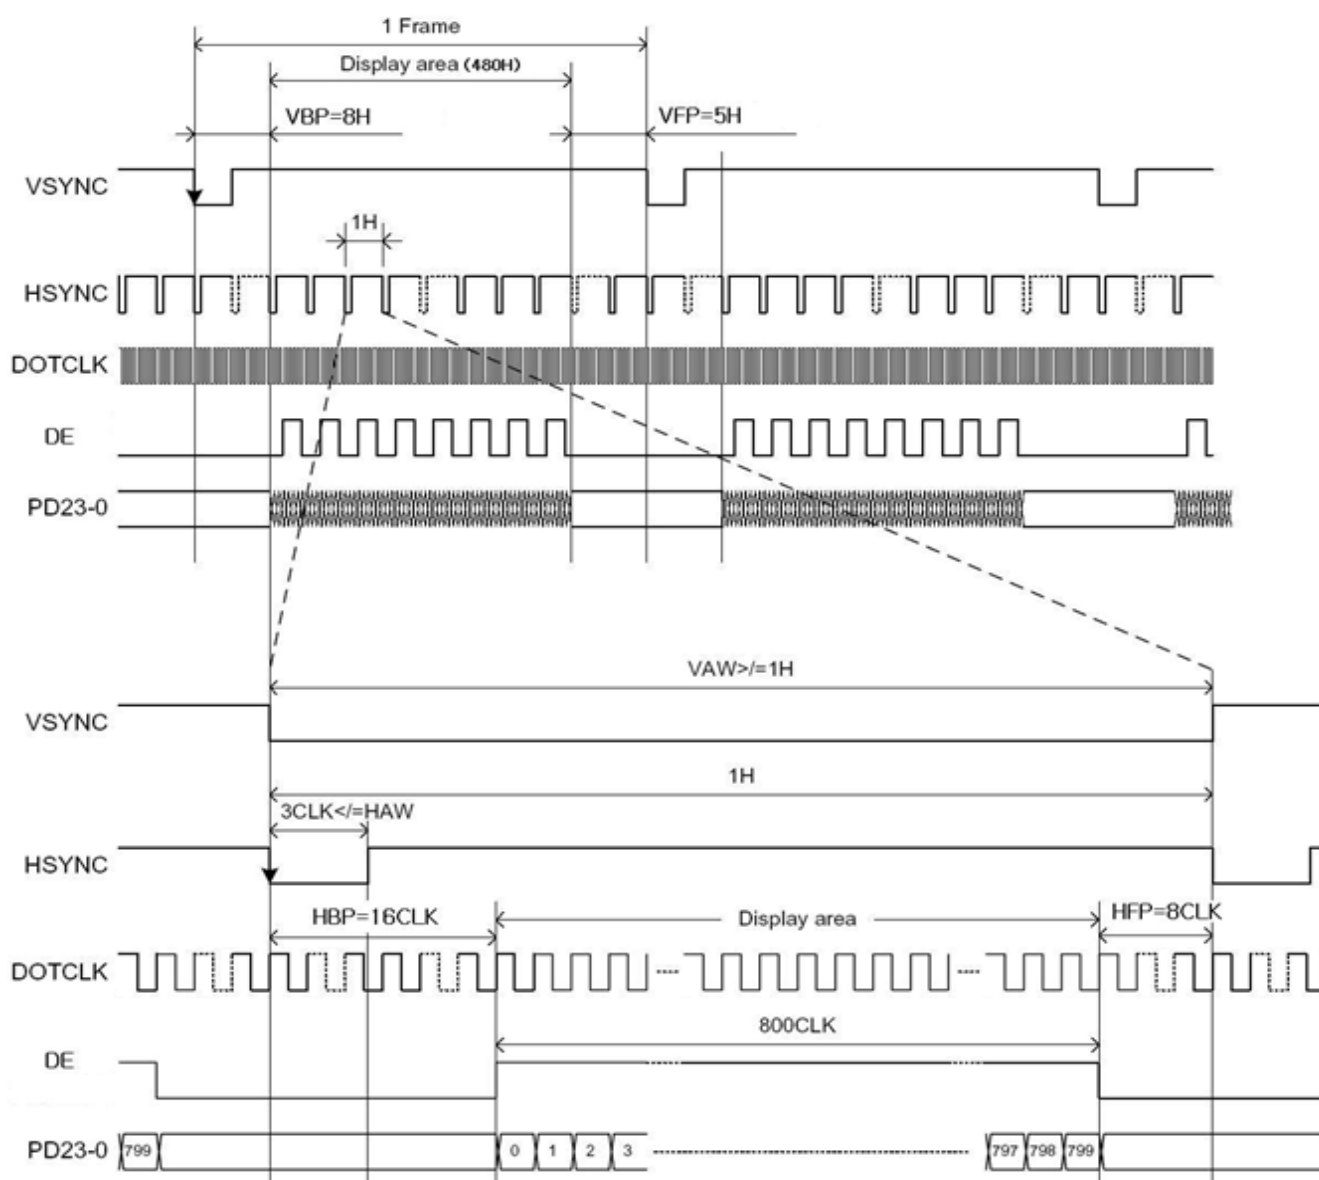 1 Frame
Display area (480H)
VBP=8H
VFP=5H
VSYNC
1H
HSYNC
DOTCLK
DE
PD23-0
VAW>/=1H
VSYNC
1H
3CLK</=HAW
HSYNC
HBP=16CLK
Display area
HFP=8CLK
DOTCLK
800CLK
DE
PD23-0 799 0 1 2 3 797 798 799